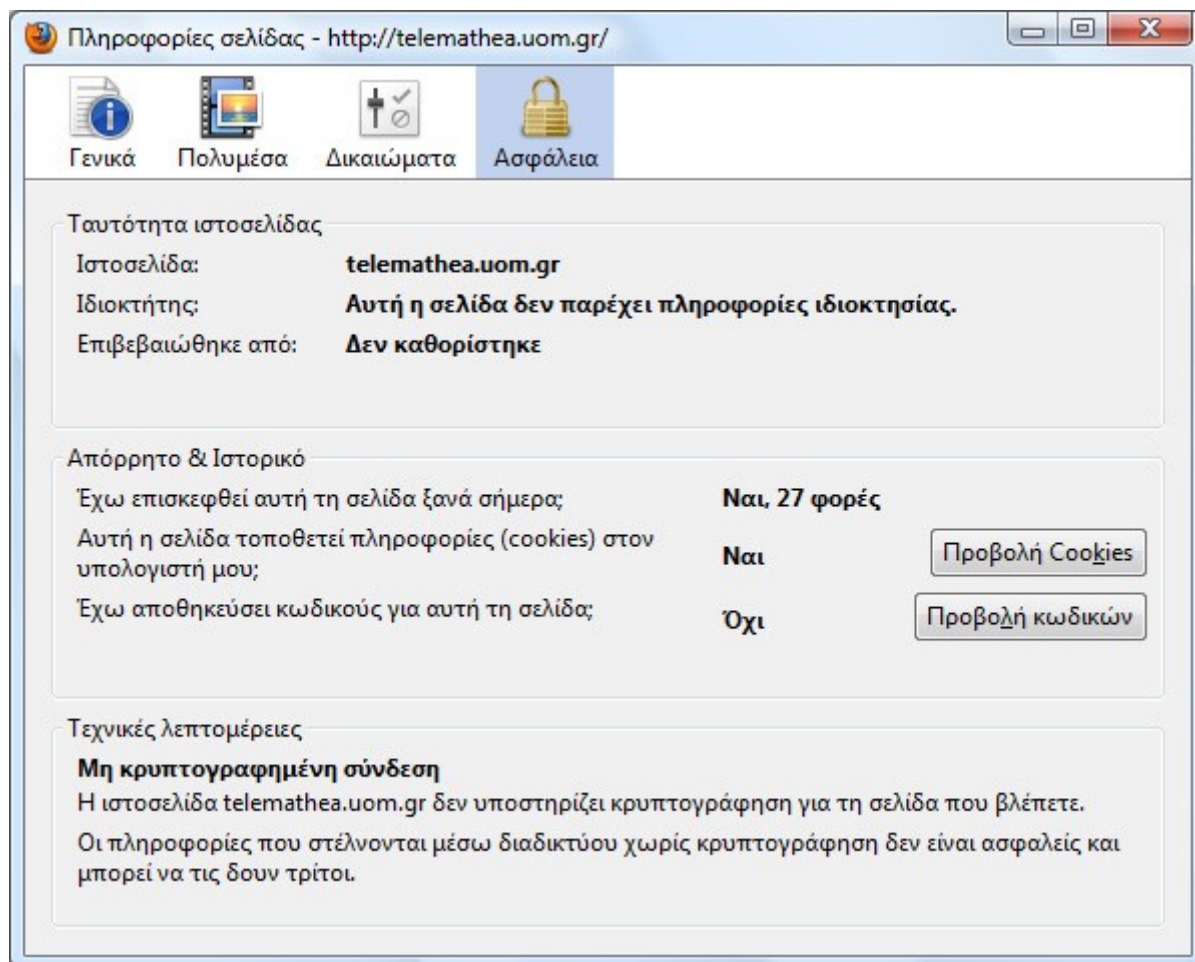 Πληροφορίες σελίδας - http://telemathea.uom.gr/
Γενικά Πολυμέσα Δικαιώματα Ασφάλεια
Ταυτότητα ιστοσελίδας
Ιστοσελίδα: telemathea.uom.gr
Ιδιοκτήτης: Αυτή η σελίδα δεν παρέχει πληροφορίες ιδιοκτησίας.
Επιβεβαιώθηκε από: Δεν καθορίστηκε
Απόρρητο & Ιστορικό
Έχω επισκεφθεί αυτή τη σελίδα ξανά σήμερα; Ναι, 27 φορές
Αυτή η σελίδα τοποθετεί πληροφορίες (cookies) στον
υπολογιστή μου; Ναι Προβολή Cookies
Έχω αποθηκεύσει κωδικούς για αυτή τη σελίδα; Όχι Προβολή κωδικών
Τεχνικές λεπτομέρειες
Μη κρυπτογραφημένη σύνδεση
Η ιστοσελίδα telemathea.uom.gr δεν υποστηρίζει κρυπτογράφηση για τη σελίδα που βλέπετε.
Οι πληροφορίες που στέλνονται μέσω διαδικτύου χωρίς κρυπτογράφηση δεν είναι ασφαλείς και
μπορεί να τις δουν τρίτοι.